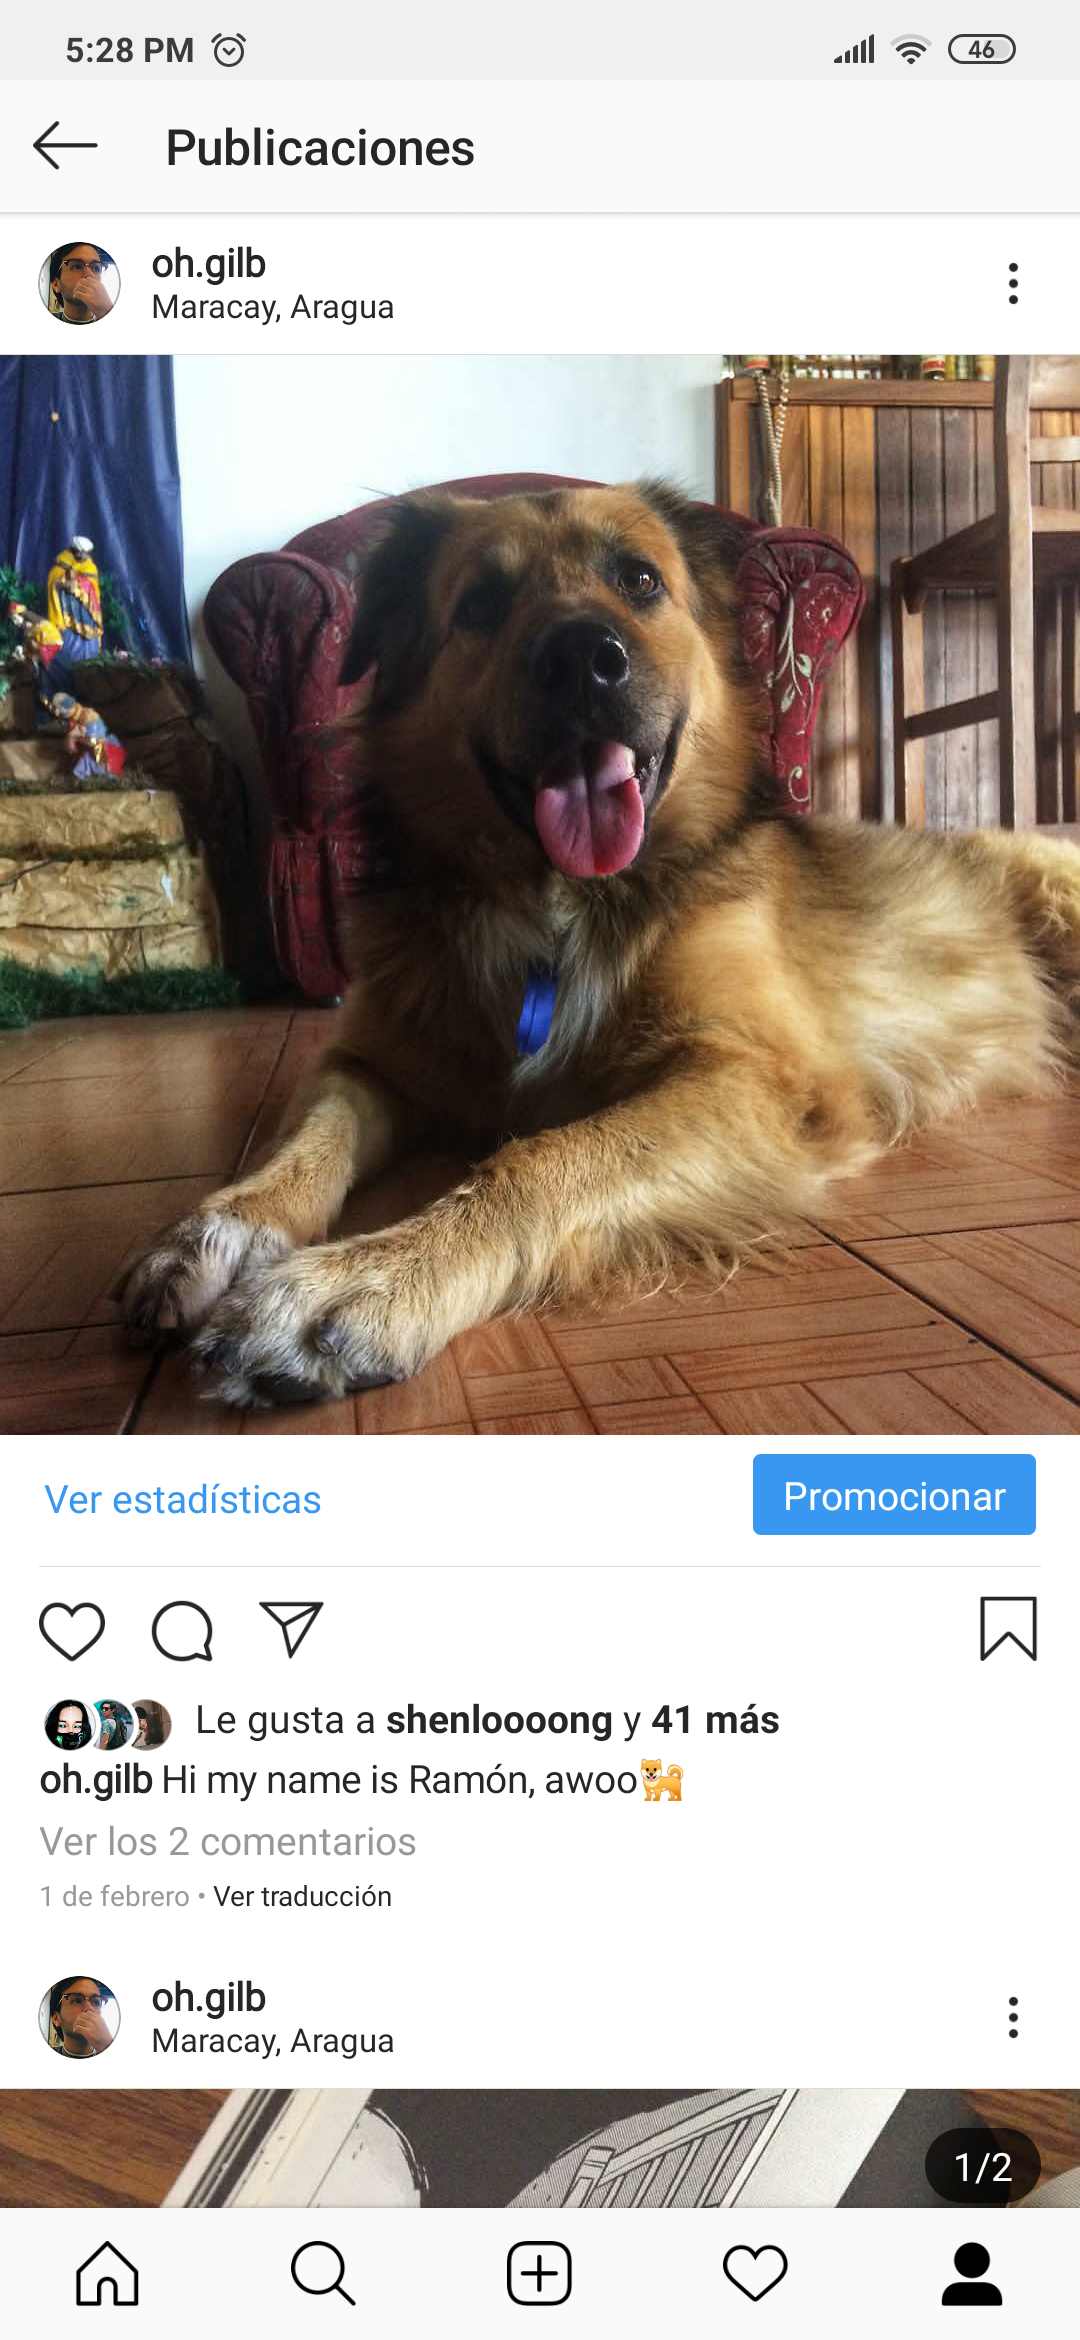 5:28 PM
46
Publicaciones
oh.gilb
Maracay, Aragua
Ver estadísticas
Promocionar
Le gusta a shenloooong y 41 más
oh.gilb Hi my name is Ramón, awoo🐕
Ver los 2 comentarios
1 de febrero • Ver traducción
oh.gilb
Maracay, Aragua
1/2